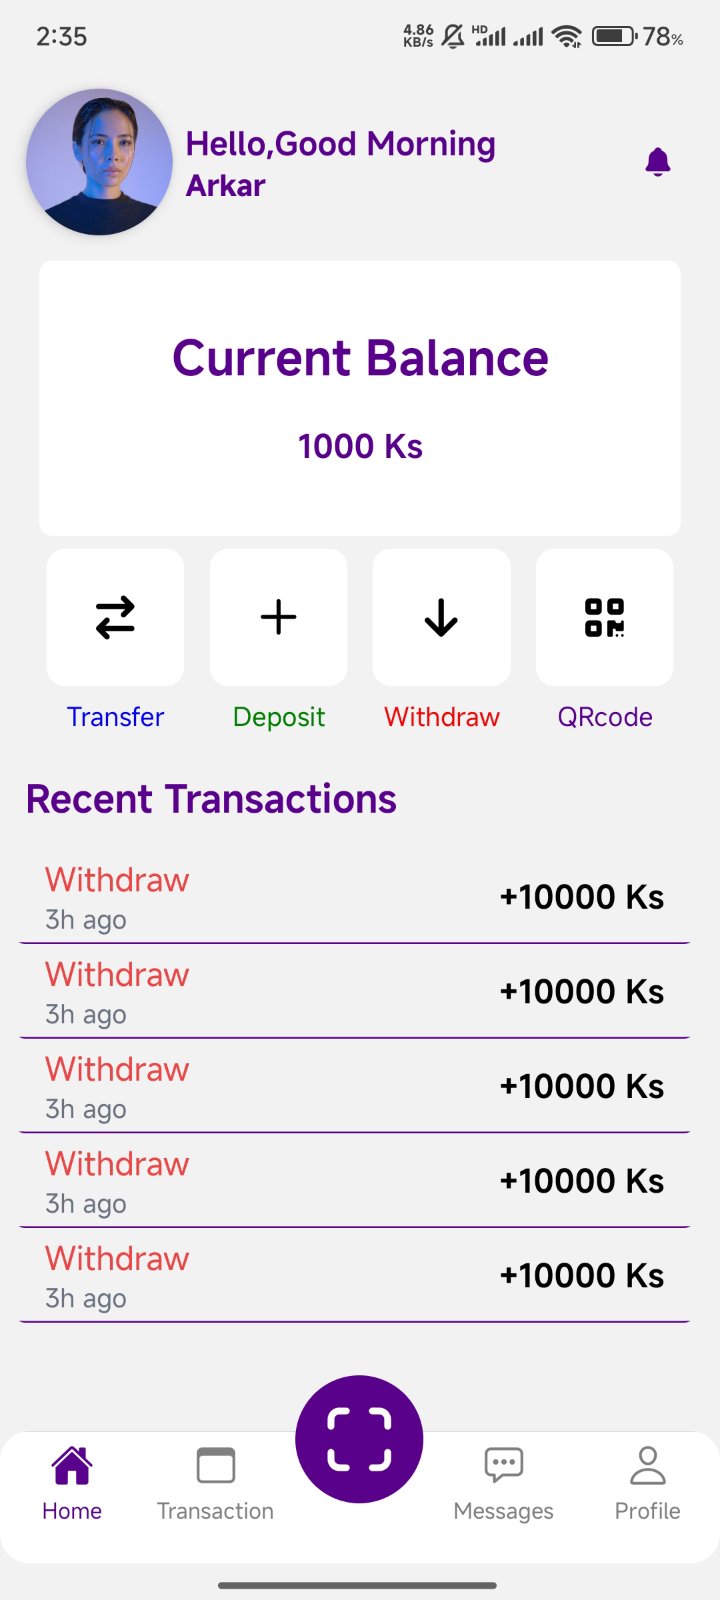 2:35
4.86 KB/s
HD
78%
Hello,Good Morning
Arkar
Current Balance
1000 Ks
Transfer
Deposit
Withdraw
QRcode
Recent Transactions
Withdraw
+10000 Ks
3h ago
Withdraw
+10000 Ks
3h ago
Withdraw
+10000 Ks
3h ago
Withdraw
+10000 Ks
3h ago
Withdraw
+10000 Ks
3h ago
Home
Transaction
Messages
Profile